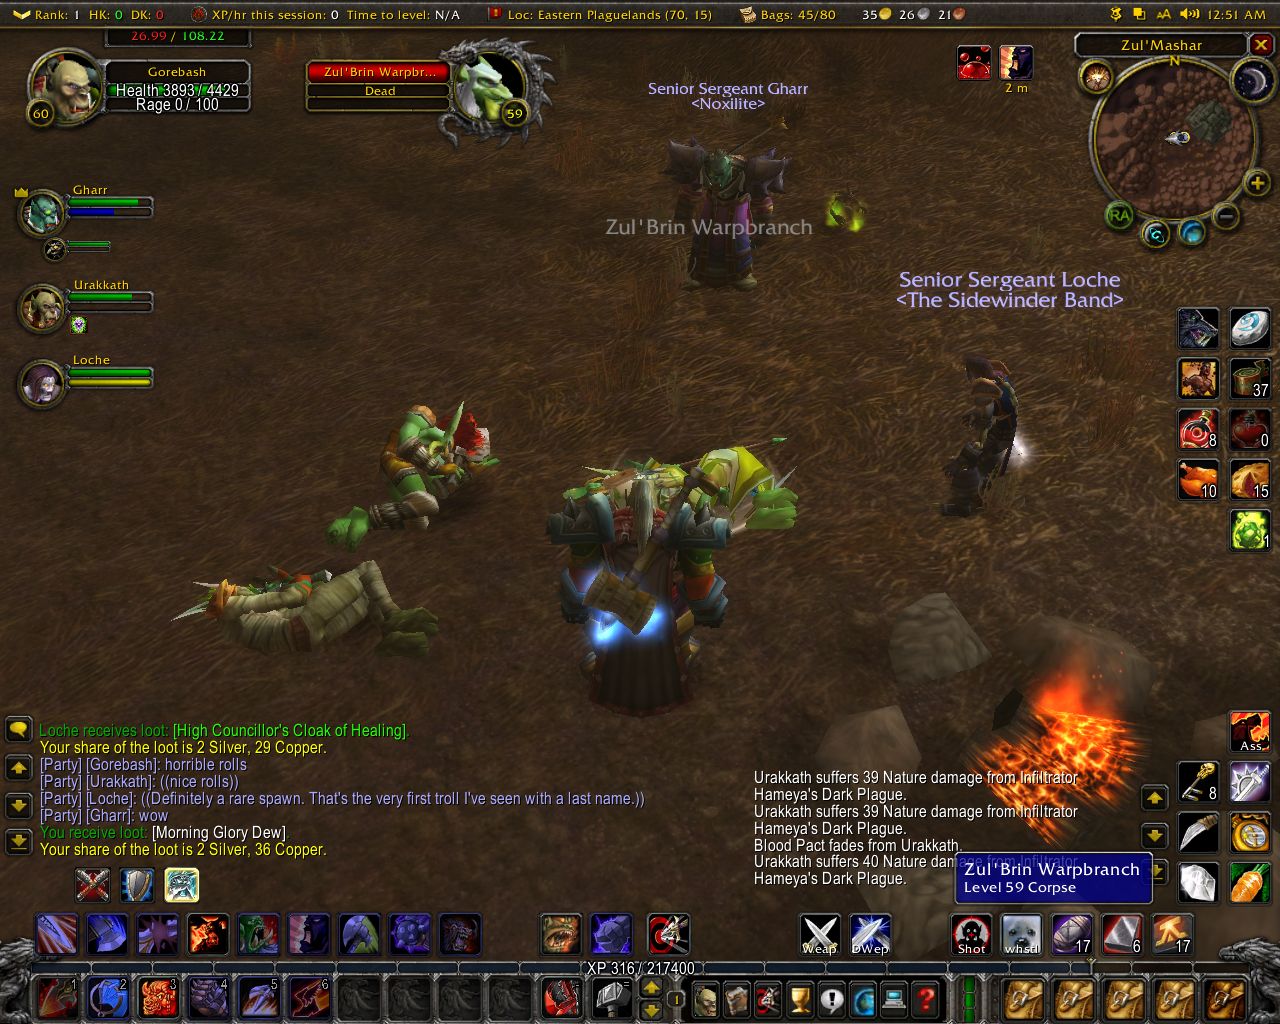 Rank: 1 HK: 0 DK: 0 XP/hr this session: 0 Time to level: N/A Loc: Eastern Plaguelands (70, 15) Bags: 45/80 35 26 21 12:51 AM
26.99 / 108.22
Gorebash
Health 3893 / 4429
Rage 0 / 100
60
Zul'Brin Warpbr...
Dead
59
Senior Sergeant Gharr
<Noxilite>
2 m
Zul'Mashar
N
RA
Gharr
Urakkath
Loche
Zul'Brin Warpbranch
Senior Sergeant Loche
<The Sidewinder Band>
37
8
0
10
15
1
Loche receives loot: [High Councillor's Cloak of Healing].
Your share of the loot is 2 Silver, 29 Copper.
[Party] [Gorebash]: horrible rolls
[Party] [Urakkath]: ((nice rolls))
[Party] [Loche]: ((Definitely a rare spawn. That's the very first troll I've seen with a last name.))
[Party] [Gharr]: wow
You receive loot: [Morning Glory Dew].
Your share of the loot is 2 Silver, 36 Copper.
Urakkath suffers 39 Nature damage from Infiltrator
Hameya's Dark Plague.
Urakkath suffers 39 Nature damage from Infiltrator
Hameya's Dark Plague.
Blood Pact fades from Urakkath.
Urakkath suffers 40 Nature damage from Infiltrator
Hameya's Dark Plague.
Ass
8
Zul'Brin Warpbranch
Level 59 Corpse
Weap
DWep
Shot
whstl
17
6
17
XP 316 / 217400
1
2
3
4
5
6
=
1